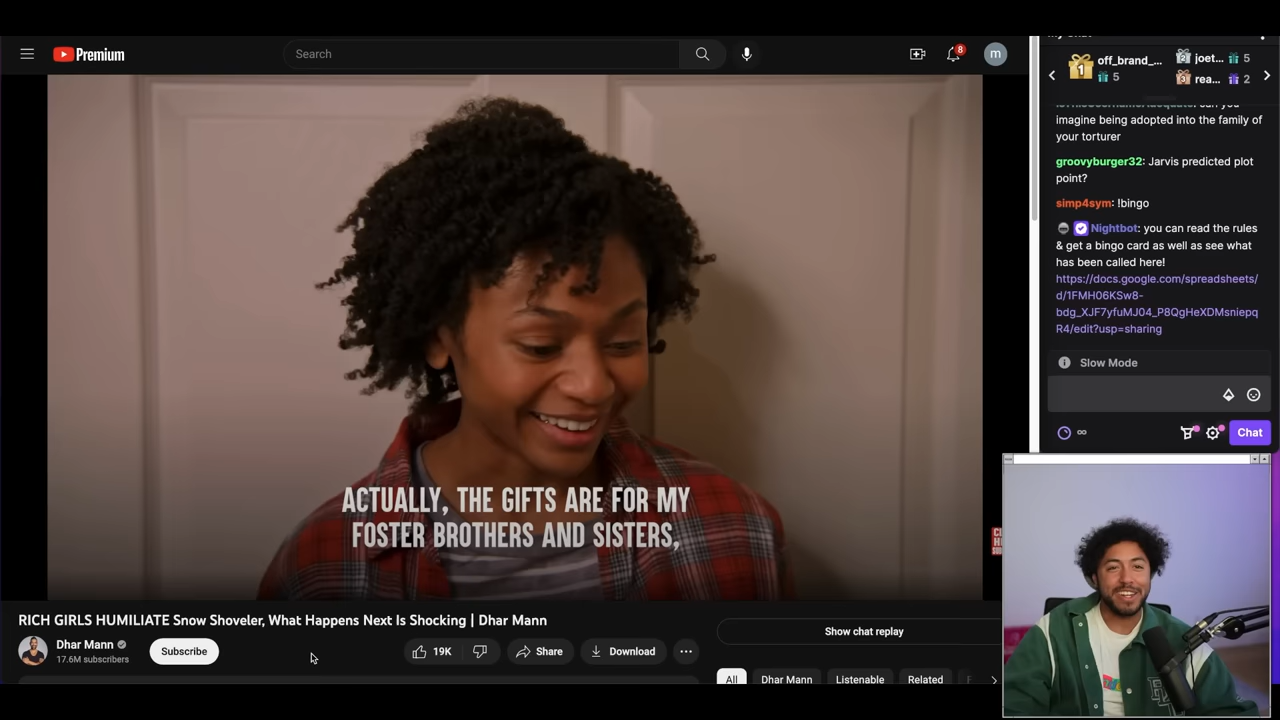 Premium
Search
8
m
ACTUALLY, THE GIFTS ARE FOR MY
FOSTER BROTHERS AND SISTERS,
RICH GIRLS HUMILIATE Snow Shoveler, What Happens Next Is Shocking | Dhar Mann
Dhar Mann
17.6M subscribers
Subscribe
19K
Share
Download
Show chat replay
All
Dhar Mann
Listenable
Related
1
off_brand_...
5
joet...
5
rea...
2
imagine being adopted into the family of
your torturer
groovyburger32: Jarvis predicted plot
point?
simp4sym: !bingo
Nightbot: you can read the rules
& get a bingo card as well as see what
has been called here!
https://docs.google.com/spreadsheets/
d/1FMH06KSw8-
bdg_XJF7yfuMJ04_P8QgHeXDMsniepq
R4/edit?usp=sharing
Slow Mode
∞
Chat